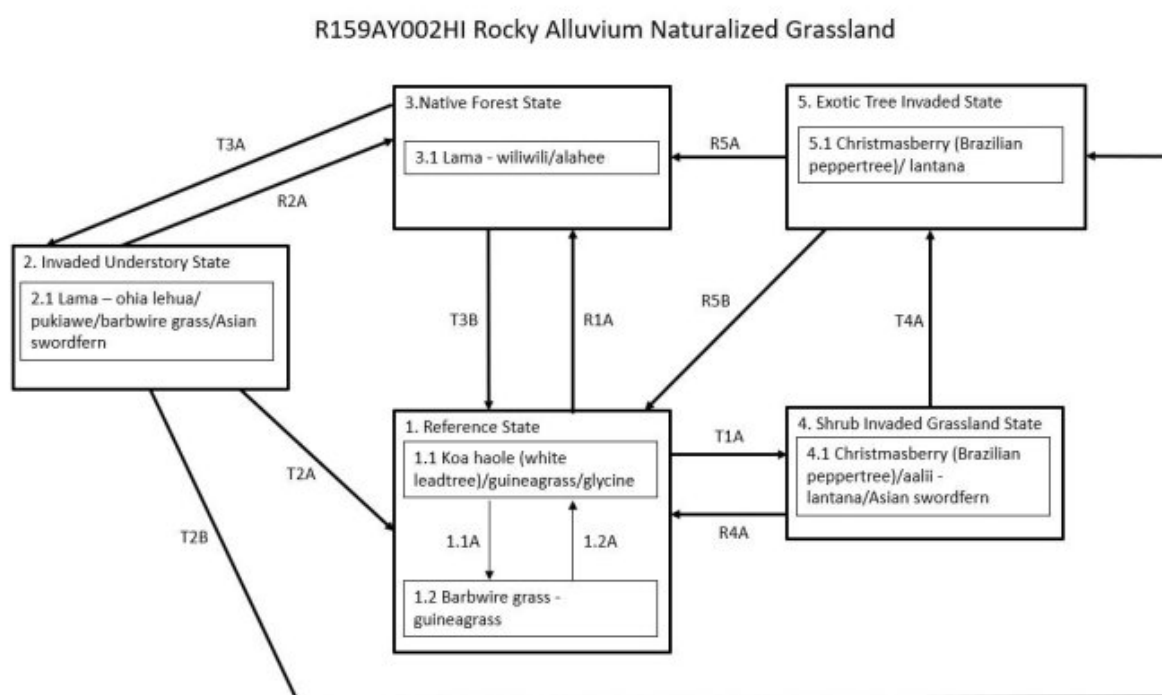 R159AY002HI Rocky Alluvium Naturalized Grassland
3.Native Forest State
3.1 Lama - wiliwili/alahee
5. Exotic Tree Invaded State
5.1 Christmasberry (Brazilian
peppertree)/ lantana
T3A
R2A
R5A
2. Invaded Understory State
2.1 Lama – ohia lehua/
pukiawe/barbwire grass/Asian
swordfern
T3B
R1A
R5B
T4A
1. Reference State
1.1 Koa haole (white
leadtree)/guineagrass/glycine
T1A
4. Shrub Invaded Grassland State
4.1 Christmasberry (Brazilian
peppertree)/aalii -
lantana/Asian swordfern
T2A
T2B
1.1A
1.2A
R4A
1.2 Barbwire grass -
guineagrass